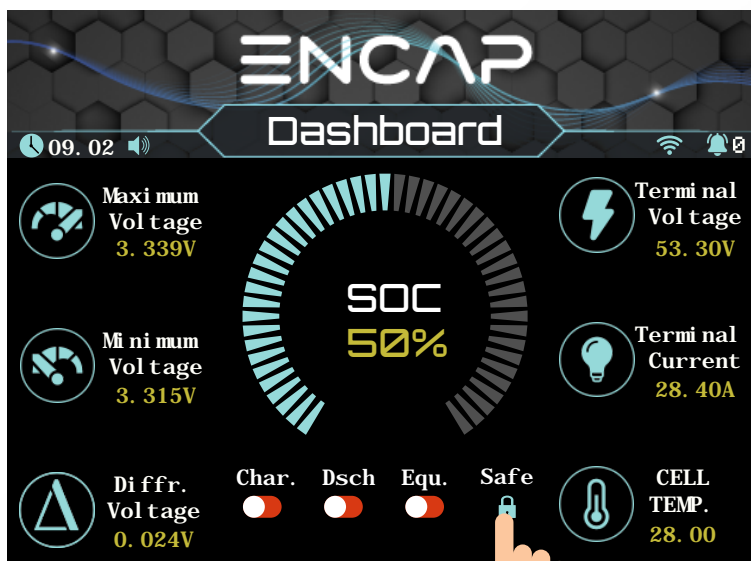 ENCAP
Dashboard
09.02
0
Maximum
Voltage
3.339V
Minimum
Voltage
3.315V
Diffr.
Voltage
0.024V
SOC
50%
Char.
Dsch
Equ.
Safe
Terminal
Voltage
53.30V
Terminal
Current
28.40A
CELL
TEMP.
28.00